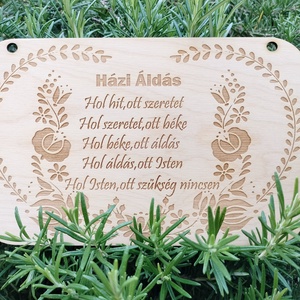 Házi Áldás
Hol hit,ott szeretet
Hol szeretet,ott béke
Hol béke,ott áldás
Hol áldás,ott Isten
Hol Isten,ott szükség nincsen